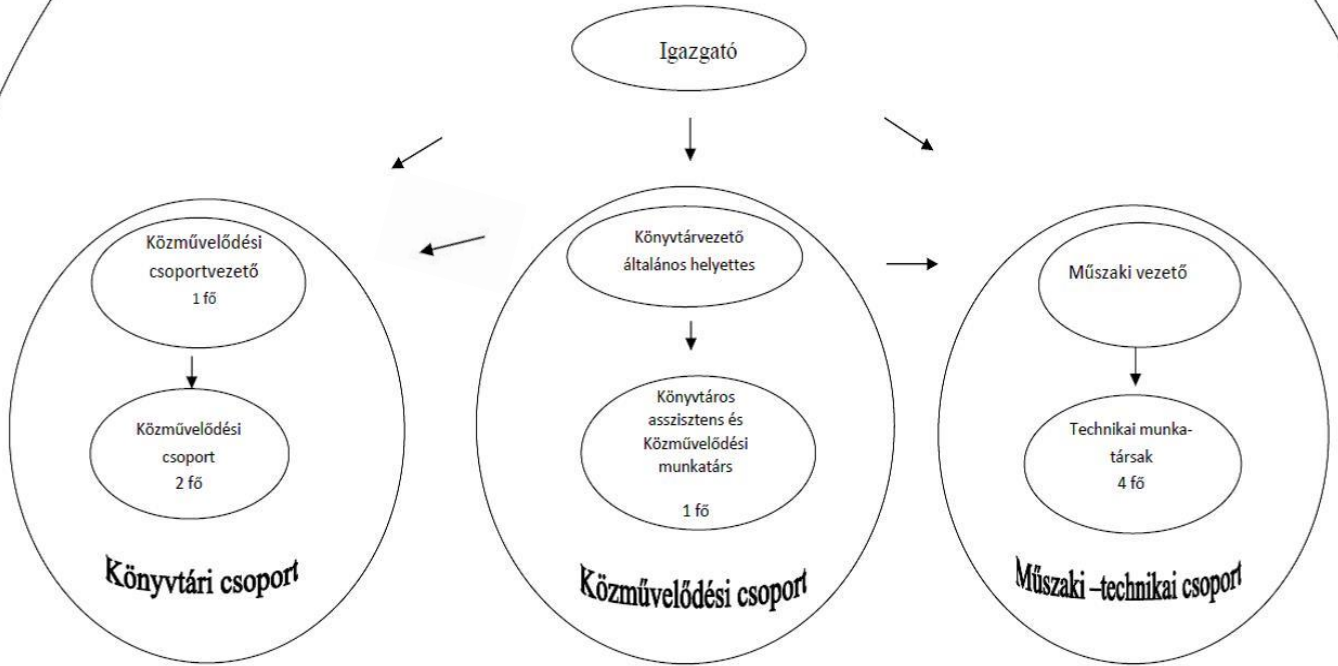 Igazgató
Közművelődési
csoportvezető
1 fő
Közművelődési
csoport
2 fő
Könyvtári csoport
Könyvtárvezető
általános helyettes
Könyvtáros
asszisztens és
Közművelődési
munkatárs
1 fő
Közművelődési csoport
Műszaki vezető
Technikai munka-
társak
4 fő
Műszaki –technikai csoport